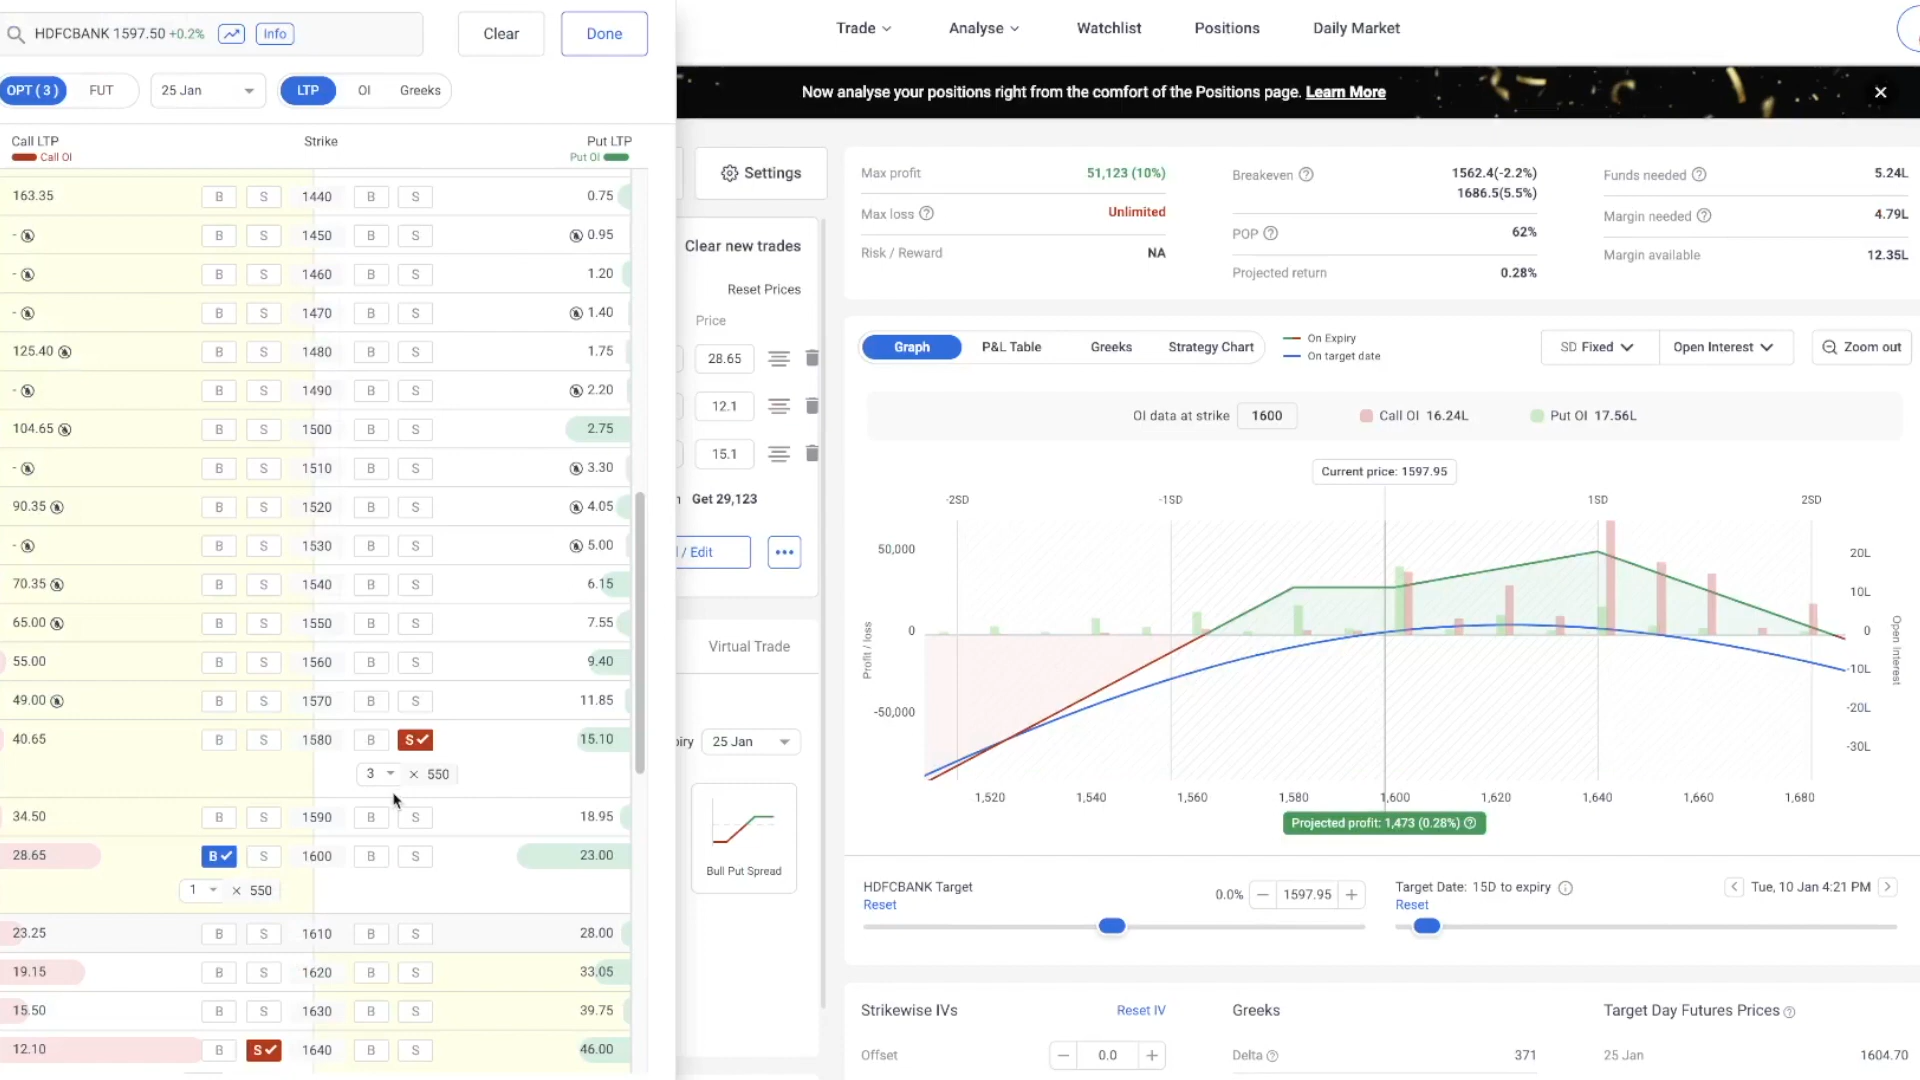 HDFCBANK 1597.50 +0.2% Info
Clear
Done
OPT ( 3 ) FUT
25 Jan
LTP OI Greeks
Call LTP Strike Put LTP
Call OI Put OI
163.35 B S 1440 B S 0.75
- B S 1450 B S 0.95
- B S 1460 B S 1.20
- B S 1470 B S 1.40
125.40 B S 1480 B S 1.75
- B S 1490 B S 2.20
104.65 B S 1500 B S 2.75
- B S 1510 B S 3.30
90.35 B S 1520 B S 4.05
- B S 1530 B S 5.00
70.35 B S 1540 B S 6.15
65.00 B S 1550 B S 7.55
55.00 B S 1560 B S 9.40
49.00 B S 1570 B S 11.85
40.65 B S 1580 B S 15.10
3 × 550
34.50 B S 1590 B S 18.95
28.65 B S 1600 B S 23.00
1 × 550
23.25 B S 1610 B S 28.00
19.15 B S 1620 B S 33.05
15.50 B S 1630 B S 39.75
12.10 B S 1640 B S 46.00
Trade Analyse Watchlist Positions Daily Market
Now analyse your positions right from the comfort of the Positions page. Learn More
Settings
Clear new trades
Reset Prices
Price
28.65
12.1
15.1
Get 29,123
/ Edit
Virtual Trade
25 Jan
Bull Put Spread
Max profit 51,123 (10%)
Max loss Unlimited
Risk / Reward NA
Breakeven 1562.4(-2.2%)
1686.5(5.5%)
POP 62%
Projected return 0.28%
Funds needed 5.24L
Margin needed 4.79L
Margin available 12.35L
Graph P&L Table Greeks Strategy Chart
On Expiry
On target date
SD Fixed
Open Interest
Zoom out
OI data at strike 1600 Call OI 16.24L Put OI 17.56L
Current price: 1597.95
-2SD -1SD 1SD 2SD
50,000
0
-50,000
Profit / loss
20L
10L
0
-10L
-20L
-30L
Open Interest
1,520 1,540 1,560 1,580 1,600 1,620 1,640 1,660 1,680
Projected profit: 1,473 (0.28%)
HDFCBANK Target 0.0% 1597.95
Reset
Target Date: 15D to expiry Tue, 10 Jan 4:21 PM
Reset
Strikewise IVs Reset IV
Offset 0.0
Greeks
Delta 371
Target Day Futures Prices
25 Jan 1604.70